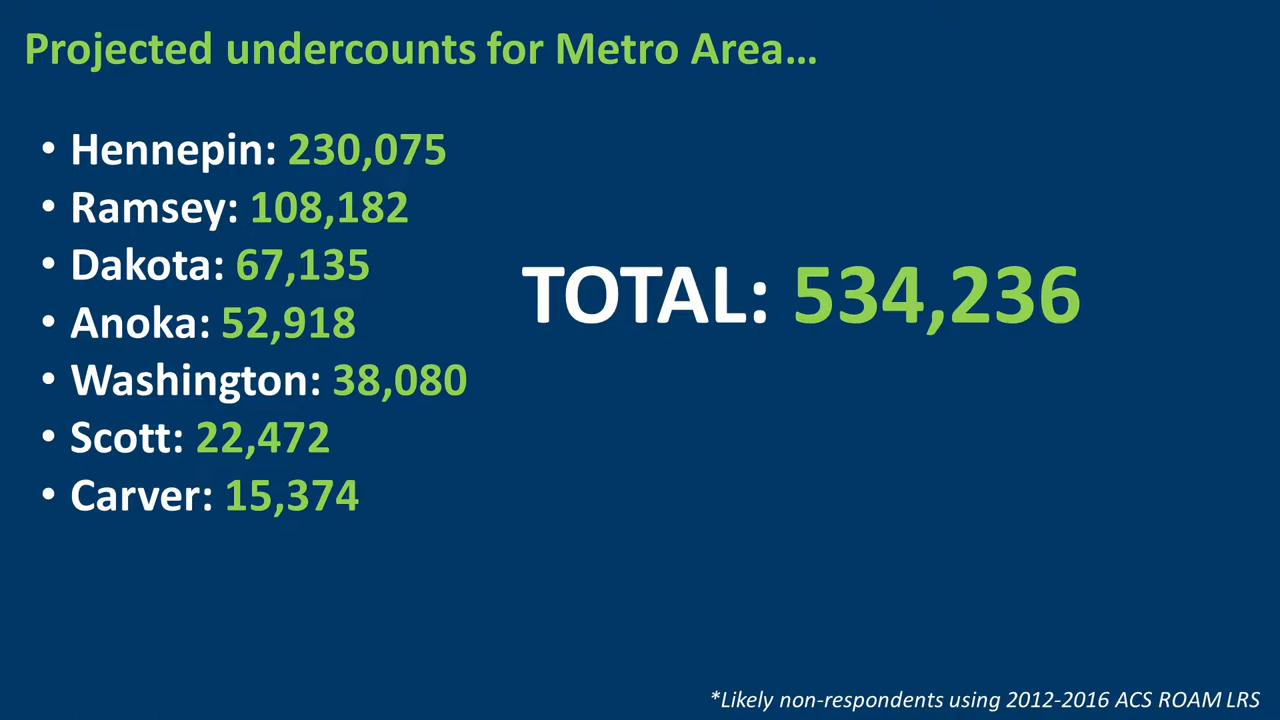 Projected undercounts for Metro Area...
• Hennepin: 230,075
• Ramsey: 108,182
• Dakota: 67,135
• Anoka: 52,918
• Washington: 38,080
• Scott: 22,472
• Carver: 15,374
TOTAL: 534,236
*Likely non-respondents using 2012-2016 ACS ROAM LRS